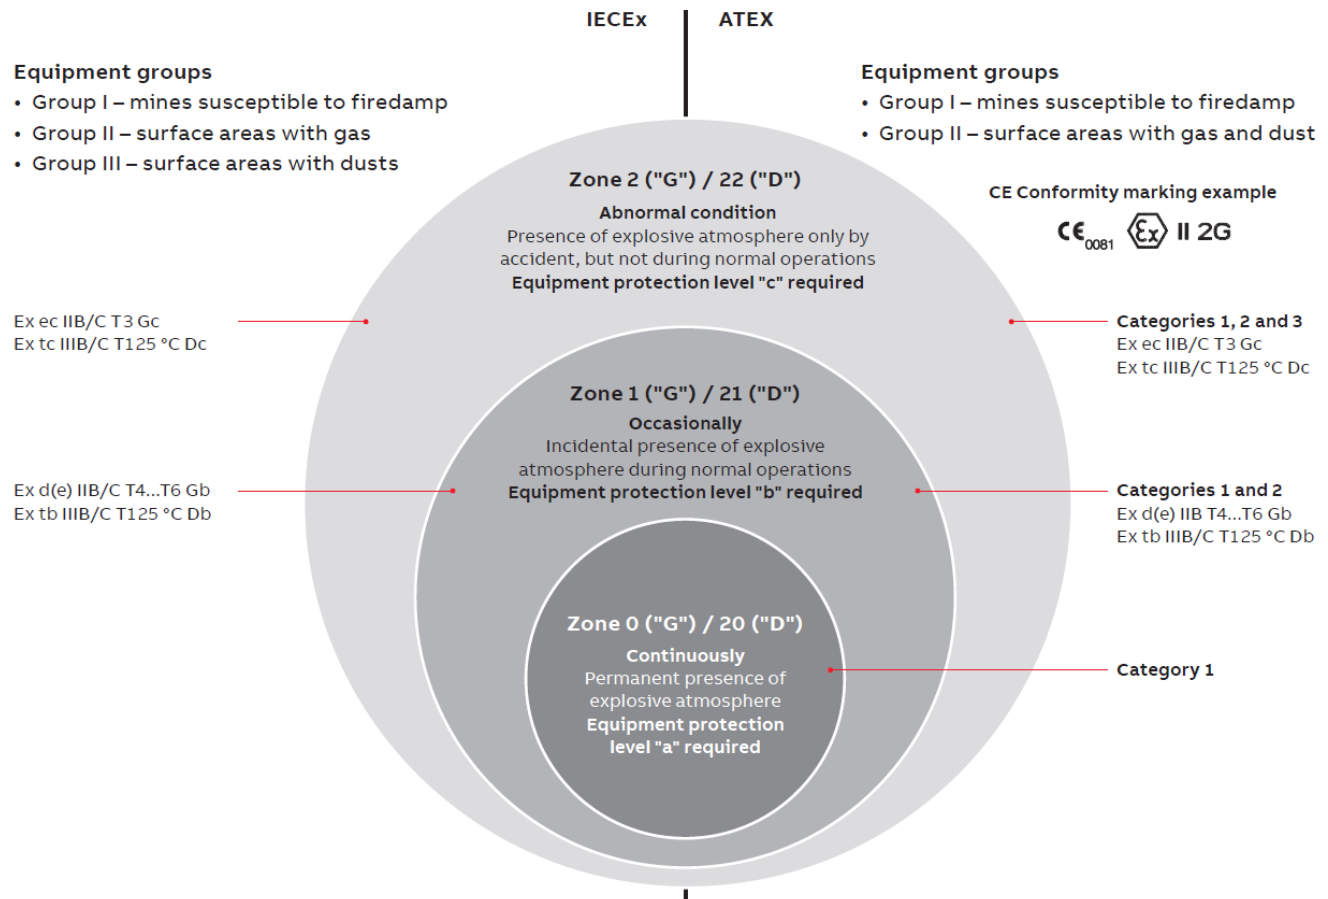 IECEx
ATEX
Equipment groups
• Group I – mines susceptible to firedamp
• Group II – surface areas with gas
• Group III – surface areas with dusts
Equipment groups
• Group I – mines susceptible to firedamp
• Group II – surface areas with gas and dust
CE Conformity marking example
CE 0081 Ex II 2G
Zone 2 ("G") / 22 ("D")
Abnormal condition
Presence of explosive atmosphere only by
accident, but not during normal operations
Equipment protection level "c" required
Ex ec IIB/C T3 Gc
Ex tc IIIB/C T125 °C Dc
Categories 1, 2 and 3
Ex ec IIB/C T3 Gc
Ex tc IIIB/C T125 °C Dc
Zone 1 ("G") / 21 ("D")
Occasionally
Incidental presence of explosive
atmosphere during normal operations
Equipment protection level "b" required
Ex d(e) IIB/C T4...T6 Gb
Ex tb IIIB/C T125 °C Db
Categories 1 and 2
Ex d(e) IIB T4...T6 Gb
Ex tb IIIB/C T125 °C Db
Zone 0 ("G") / 20 ("D")
Continuously
Permanent presence of
explosive atmosphere
Equipment protection
level "a" required
Category 1